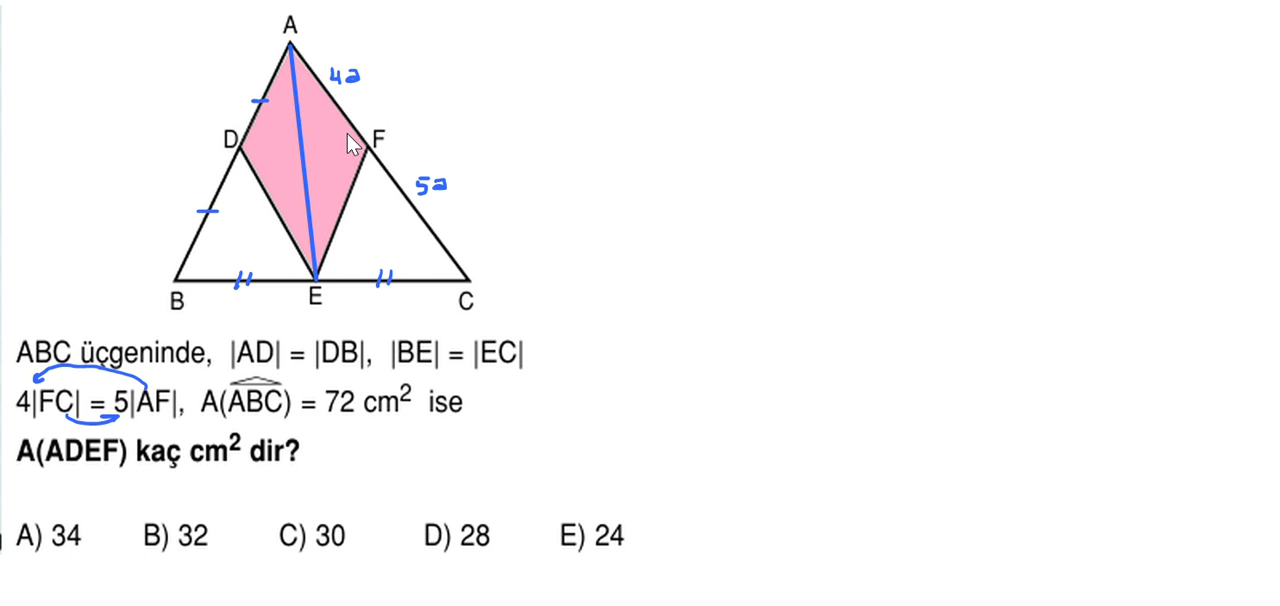 A
4a
D
F
5a
B
E
C
ABC üçgeninde, |AD| = |DB|, |BE| = |EC|
4|FC| = 5|AF|, A(ABC) = 72 cm² ise
A(ADEF) kaç cm² dir?
A) 34 B) 32 C) 30 D) 28 E) 24